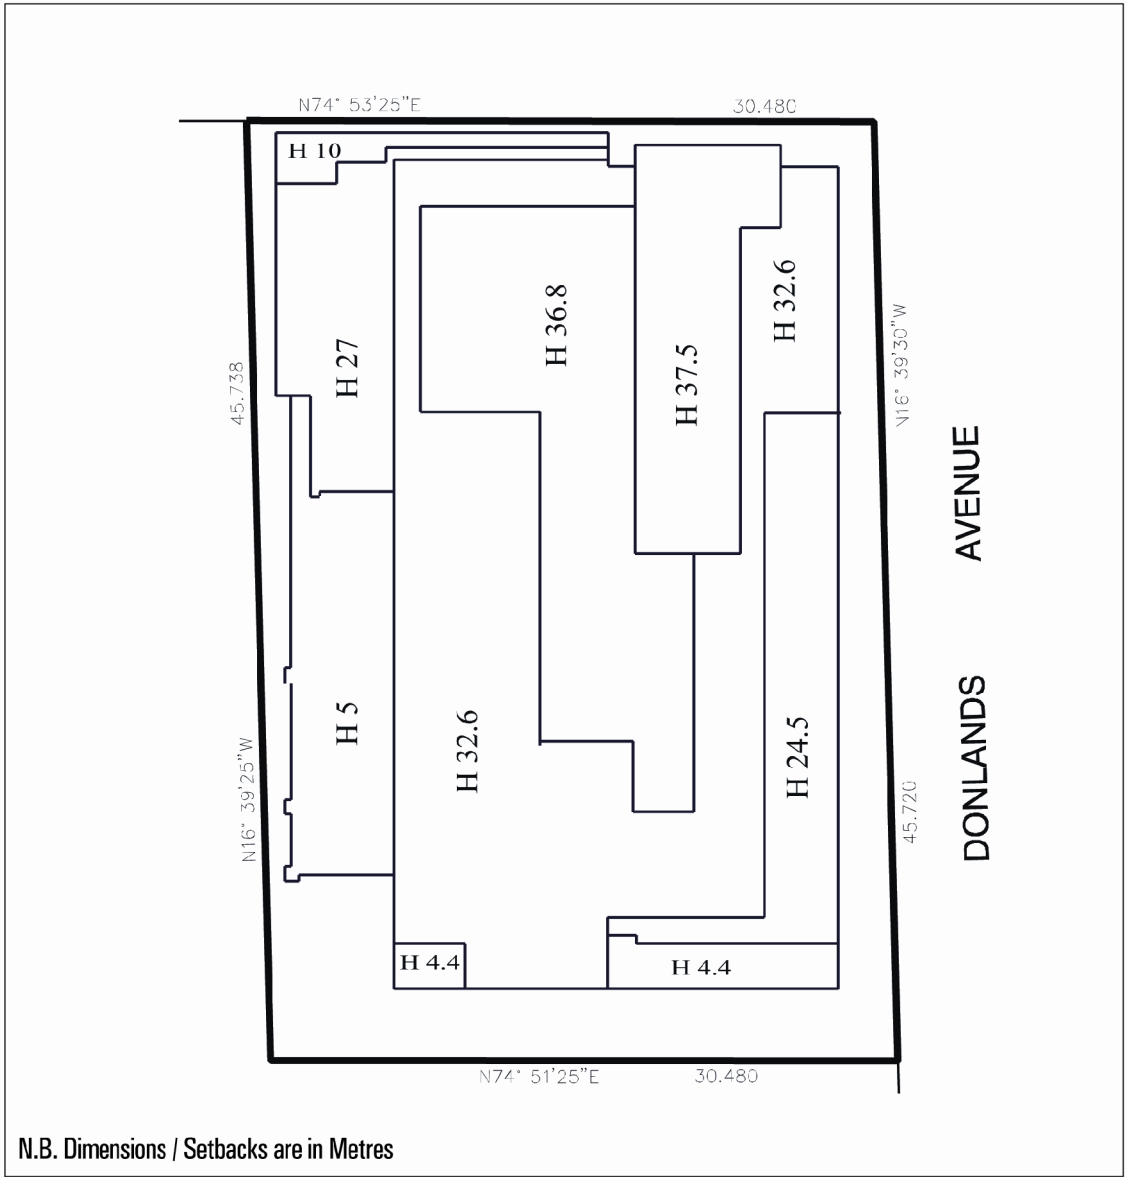 N74° 53'25"E
30.480
H 10
H 36.8
H 32.6
H 27
H 37.5
45.738
N16° 39'30"W
AVENUE
H 5
H 32.6
H 24.5
DONLANDS
N16° 39'25"W
45.720
H 4.4
H 4.4
N74° 51'25"E
30.480
N.B. Dimensions / Setbacks are in Metres